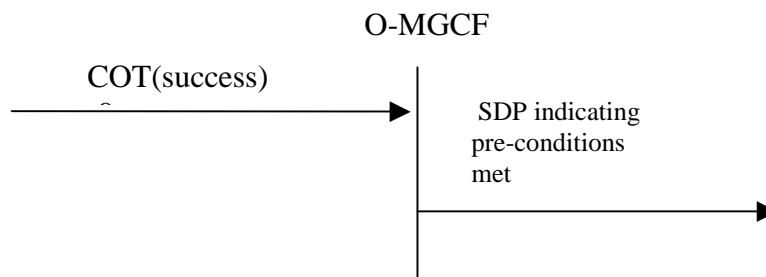 O-MGCF
COT(success)
SDP indicating
pre-conditions
met